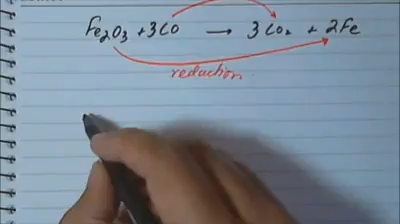 Fe₂O₃ + 3CO → 3CO₂ + 2Fe
reduction